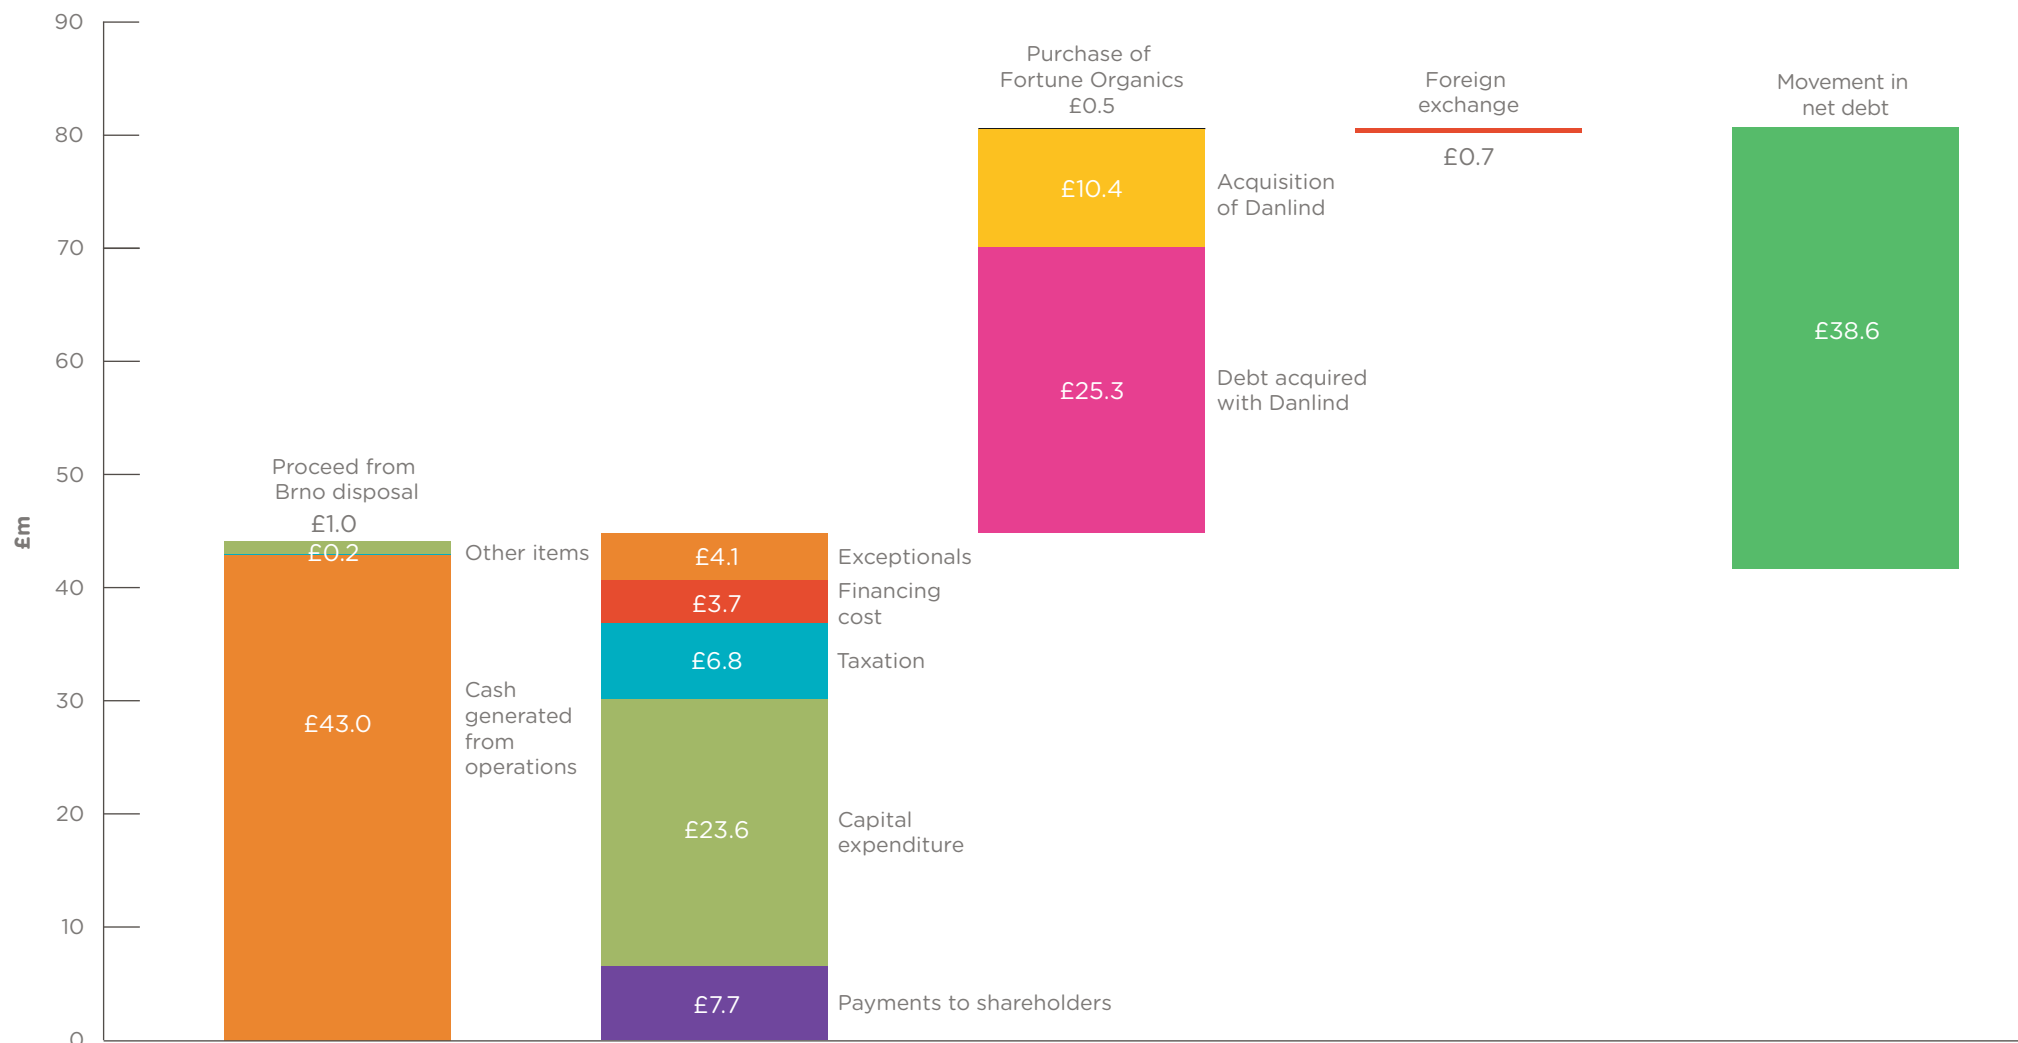 £m
90
80
70
60
50
40
30
20
10
0
Proceed from
Brno disposal
£1.0
£0.2
Other items
£43.0
Cash
generated
from
operations
£4.1
Exceptionals
£3.7
Financing
cost
£6.8
Taxation
£23.6
Capital
expenditure
£7.7
Payments to shareholders
Purchase of
Fortune Organics
£0.5
£10.4
Acquisition
of Danlind
£25.3
Debt acquired
with Danlind
Foreign
exchange
£0.7
Movement in
net debt
£38.6